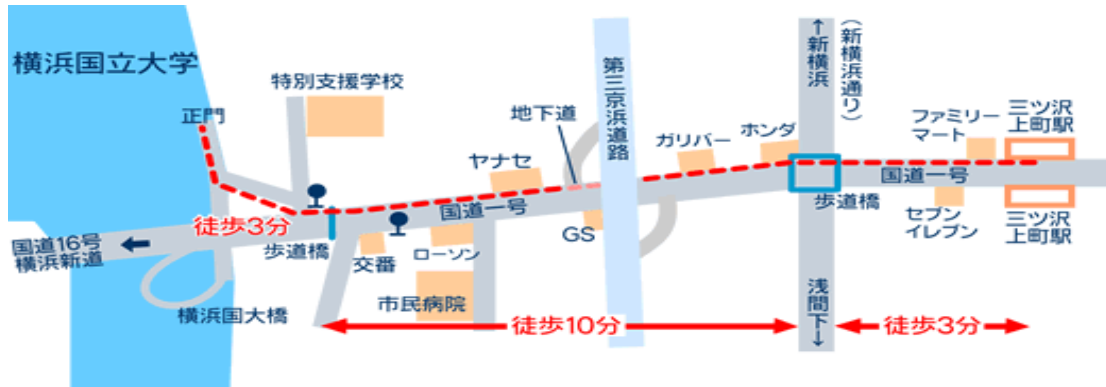 横浜国立大学
正門
特別支援学校
地下道
ヤナセ
第三京浜道路
ガリバー
ホンダ
↑新横浜
(新横浜通り)
ファミリー
マート
三ツ沢
上町駅
国道一号
国道一号
徒歩3分
国道16号
横浜新道
歩道橋
交番
ローソン
GS
歩道橋
セブン
イレブン
三ツ沢
上町駅
横浜国大橋
市民病院
徒歩10分
浅間下↓
徒歩3分